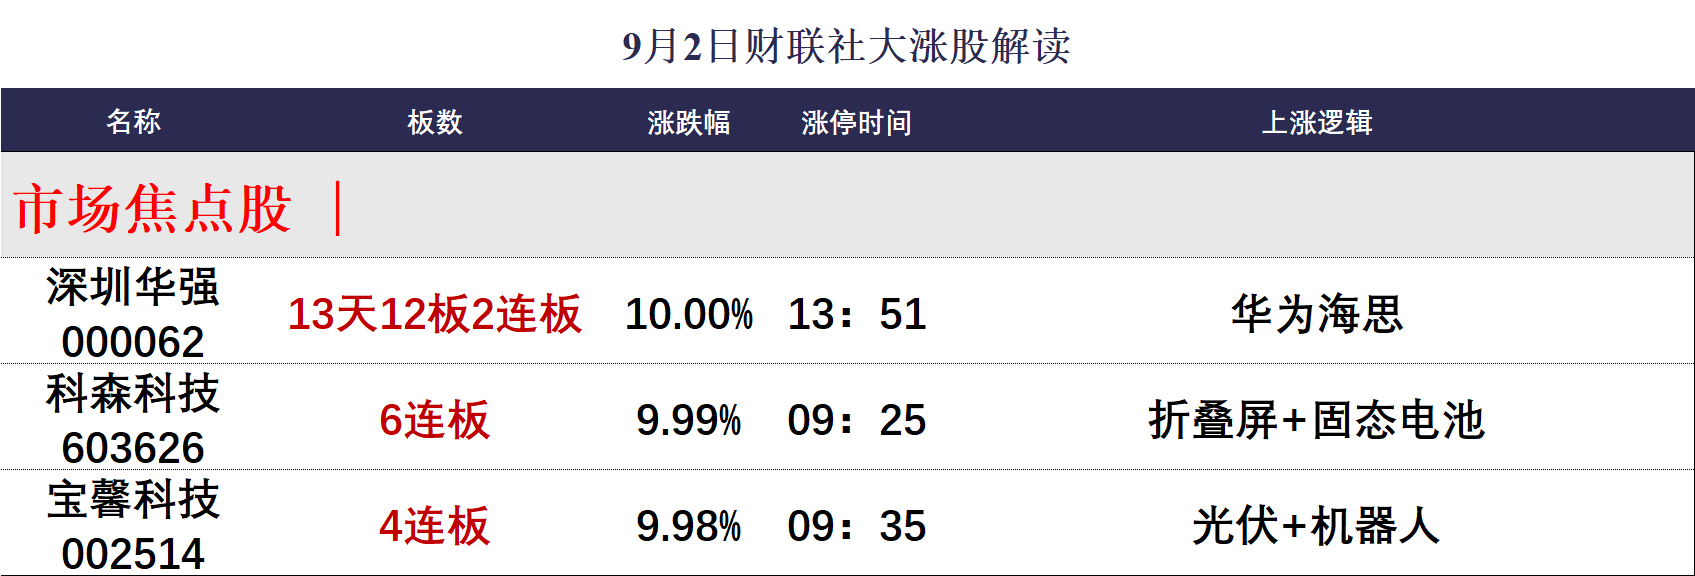 9月2日财联社大涨股解读
名称 板数 涨跌幅 涨停时间 上涨逻辑
市场焦点股 ｜
深圳华强
000062 13天12板2连板 10.00% 13：51 华为海思
科森科技
603626 6连板 9.99% 09：25 折叠屏+固态电池
宝馨科技
002514 4连板 9.98% 09：35 光伏+机器人